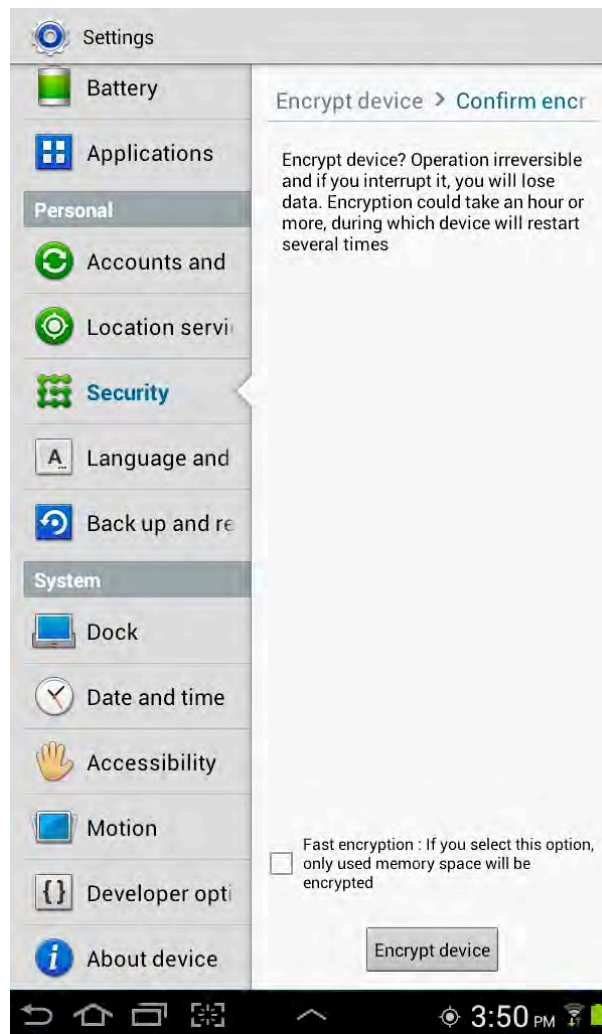 Settings
Battery
Applications
Personal
Accounts and
Location servi
Security
Language and
Back up and re
System
Dock
Date and time
Accessibility
Motion
Developer opti
About device
Encrypt device > Confirm encr
Encrypt device? Operation irreversible
and if you interrupt it, you will lose
data. Encryption could take an hour or
more, during which device will restart
several times
Fast encryption : If you select this option,
only used memory space will be
encrypted
Encrypt device
3:50 PM